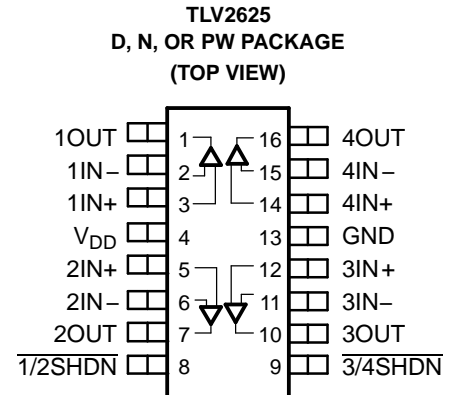 TLV2625
D, N, OR PW PACKAGE
(TOP VIEW)
1OUT 1 16 4OUT
1IN− 2 15 4IN−
1IN+ 3 14 4IN+
VDD 4 13 GND
2IN+ 5 12 3IN+
2IN− 6 11 3IN−
2OUT 7 10 3OUT
1/2SHDN 8 9 3/4SHDN